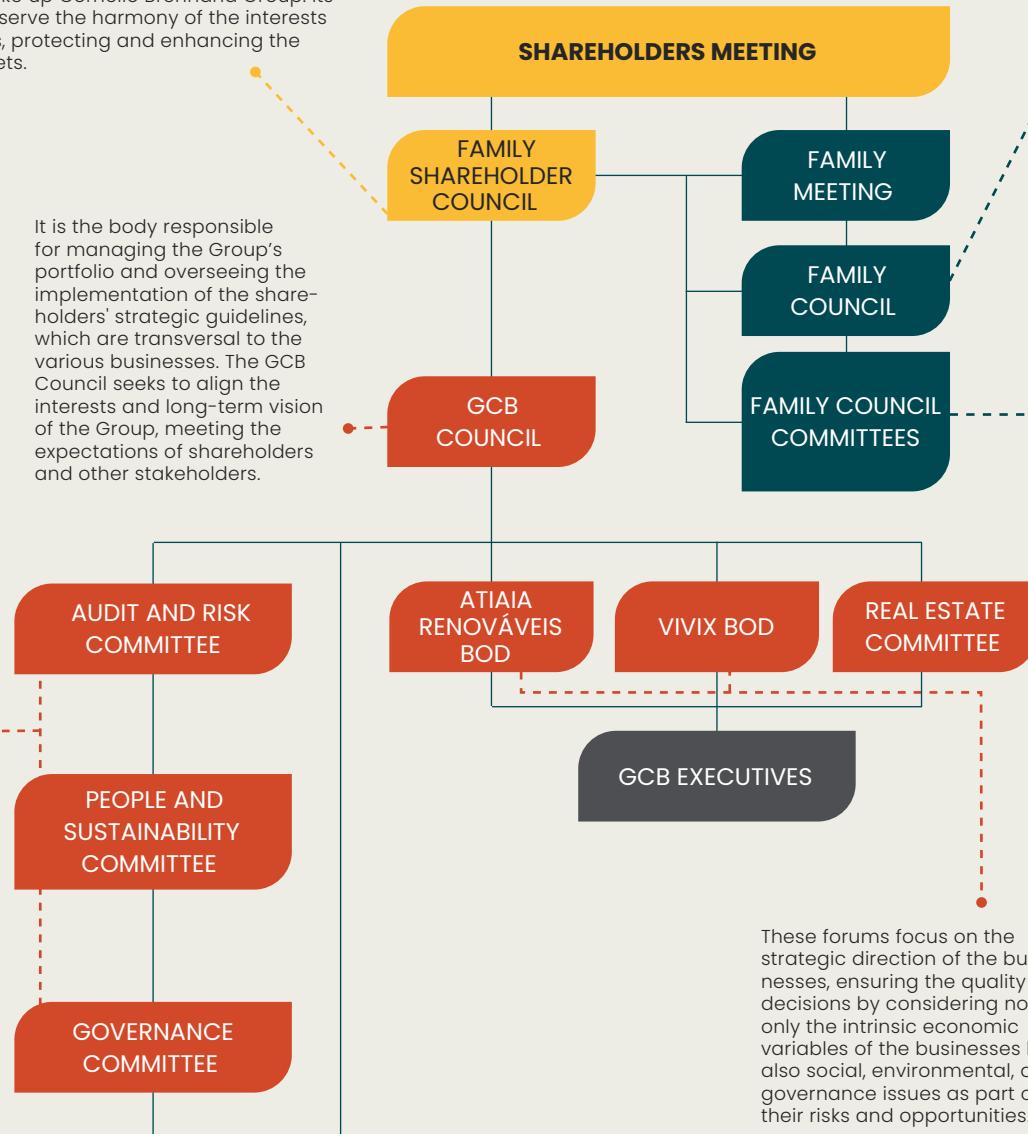 serve the harmony of the interests
protecting and enhancing the
SHAREHOLDERS MEETING
FAMILY
SHAREHOLDER
COUNCIL
FAMILY
MEETING
It is the body responsible
for managing the Group's
portfolio and overseeing the
implementation of the share-
holders' strategic guidelines,
which are transversal to the
various businesses. The GCB
Council seeks to align the
interests and long-term vision
of the Group, meeting the
expectations of shareholders
and other stakeholders.
FAMILY
COUNCIL
GCB
COUNCIL
FAMILY COUNCIL
COMMITTEES
AUDIT AND RISK
COMMITTEE
ATIAIA
RENOVÁVEIS
BOD
VIVIX BOD
REAL ESTATE
COMMITTEE
GCB EXECUTIVES
PEOPLE AND
SUSTAINABILITY
COMMITTEE
These forums focus on the
strategic direction of the bu
nesses, ensuring the quality
decisions by considering no
only the intrinsic economic
variables of the businesses
also social, environmental,
governance issues as part
their risks and opportunities
GOVERNANCE
COMMITTEE